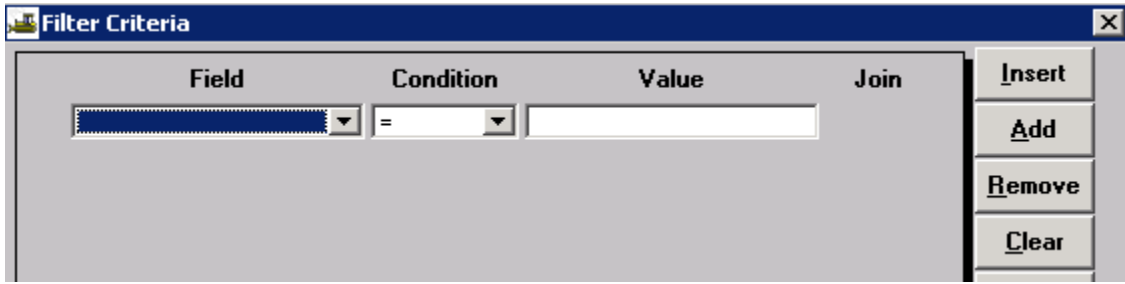 Filter Criteria
Field Condition Value Join
Insert
=
Add
Remove
Clear